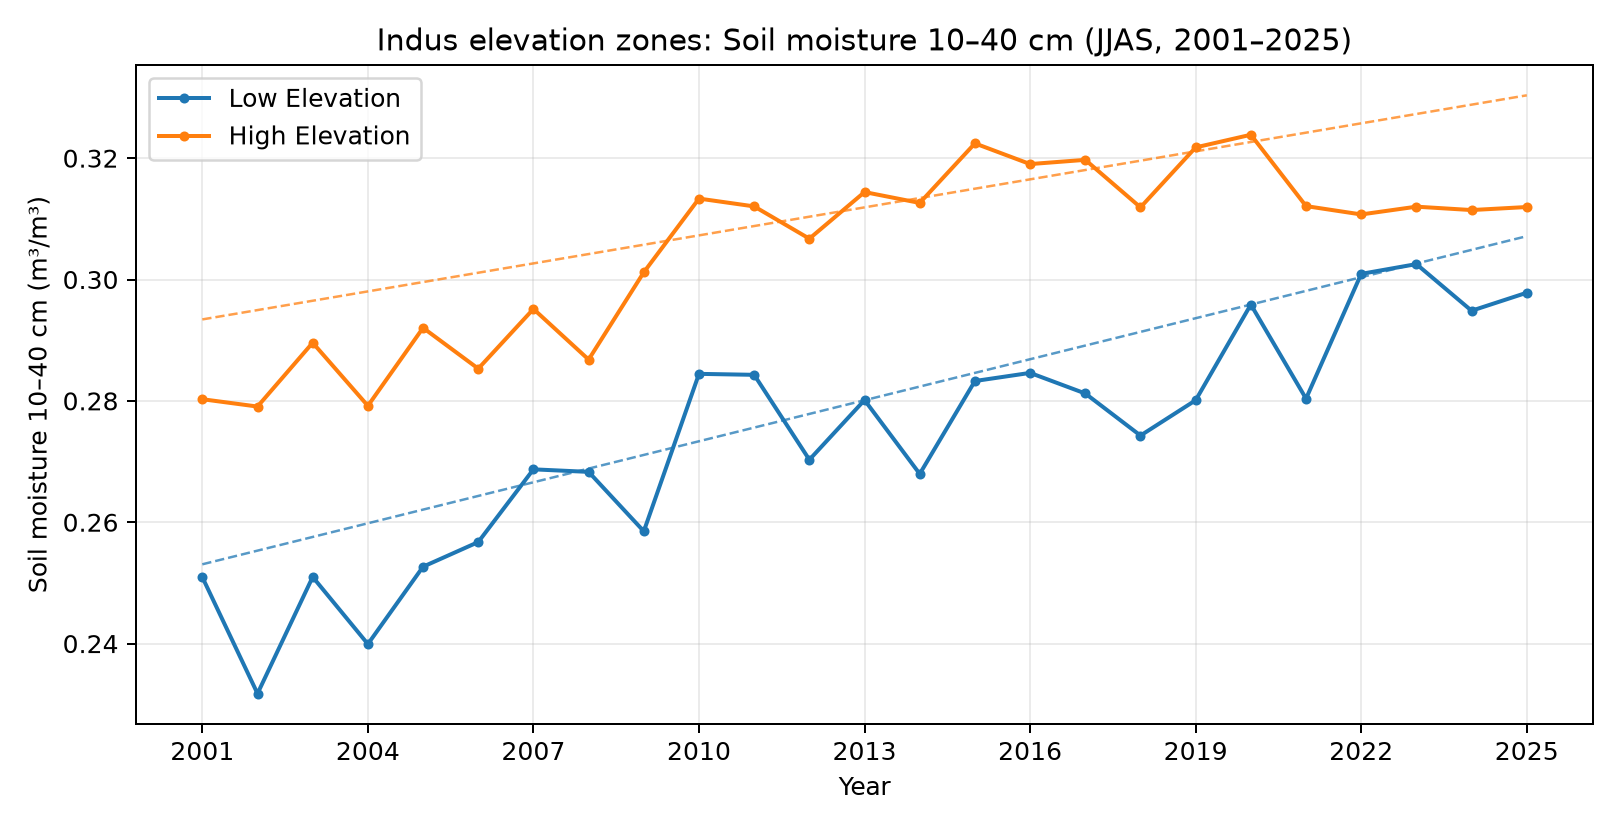 Indus elevation zones: Soil moisture 10–40 cm (JJAS, 2001–2025)
Low Elevation
High Elevation
Soil moisture 10–40 cm (m³/m³)
0.32
0.30
0.28
0.26
0.24
2001 2004 2007 2010 2013 2016 2019 2022 2025
Year